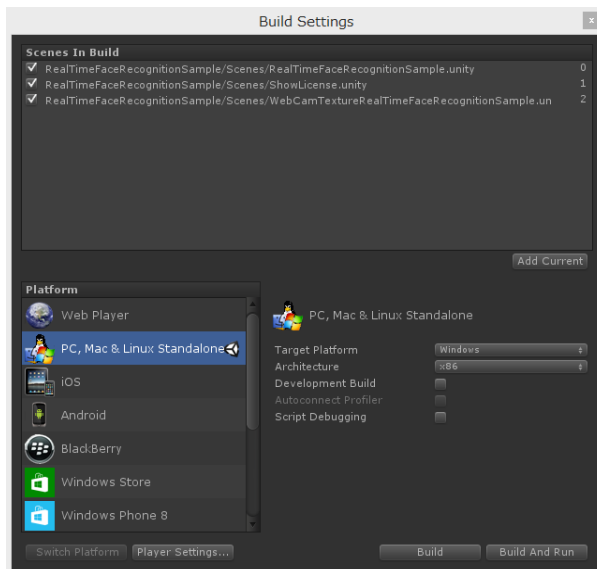 Build Settings
x
Scenes In Build
RealTimeFaceRecognitionSample/Scenes/RealTimeFaceRecognitionSample.unity 0
RealTimeFaceRecognitionSample/Scenes/ShowLicense.unity 1
RealTimeFaceRecognitionSample/Scenes/WebCamTextureRealTimeFaceRecognitionSample.un 2
Add Current
Platform
Web Player
PC, Mac & Linux Standalone
iOS
Android
BlackBerry
Windows Store
Windows Phone 8
PC, Mac & Linux Standalone
Target Platform Windows
Architecture x86
Development Build
Autoconnect Profiler
Script Debugging
Switch Platform Player Settings... Build Build And Run